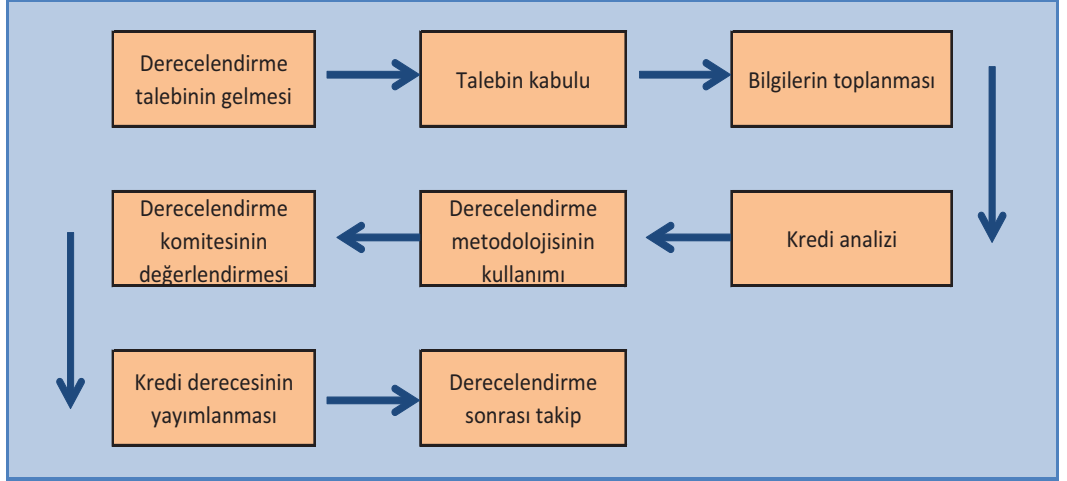 Derecelendirme
talebinin gelmesi
Talebin kabulu
Bilgilerin toplanması
Kredi analizi
Derecelendirme
metodolojisinin
kullanımı
Derecelendirme
komitesinin
değerlendirmesi
Kredi derecesinin
yayımlanması
Derecelendirme
sonrası takip